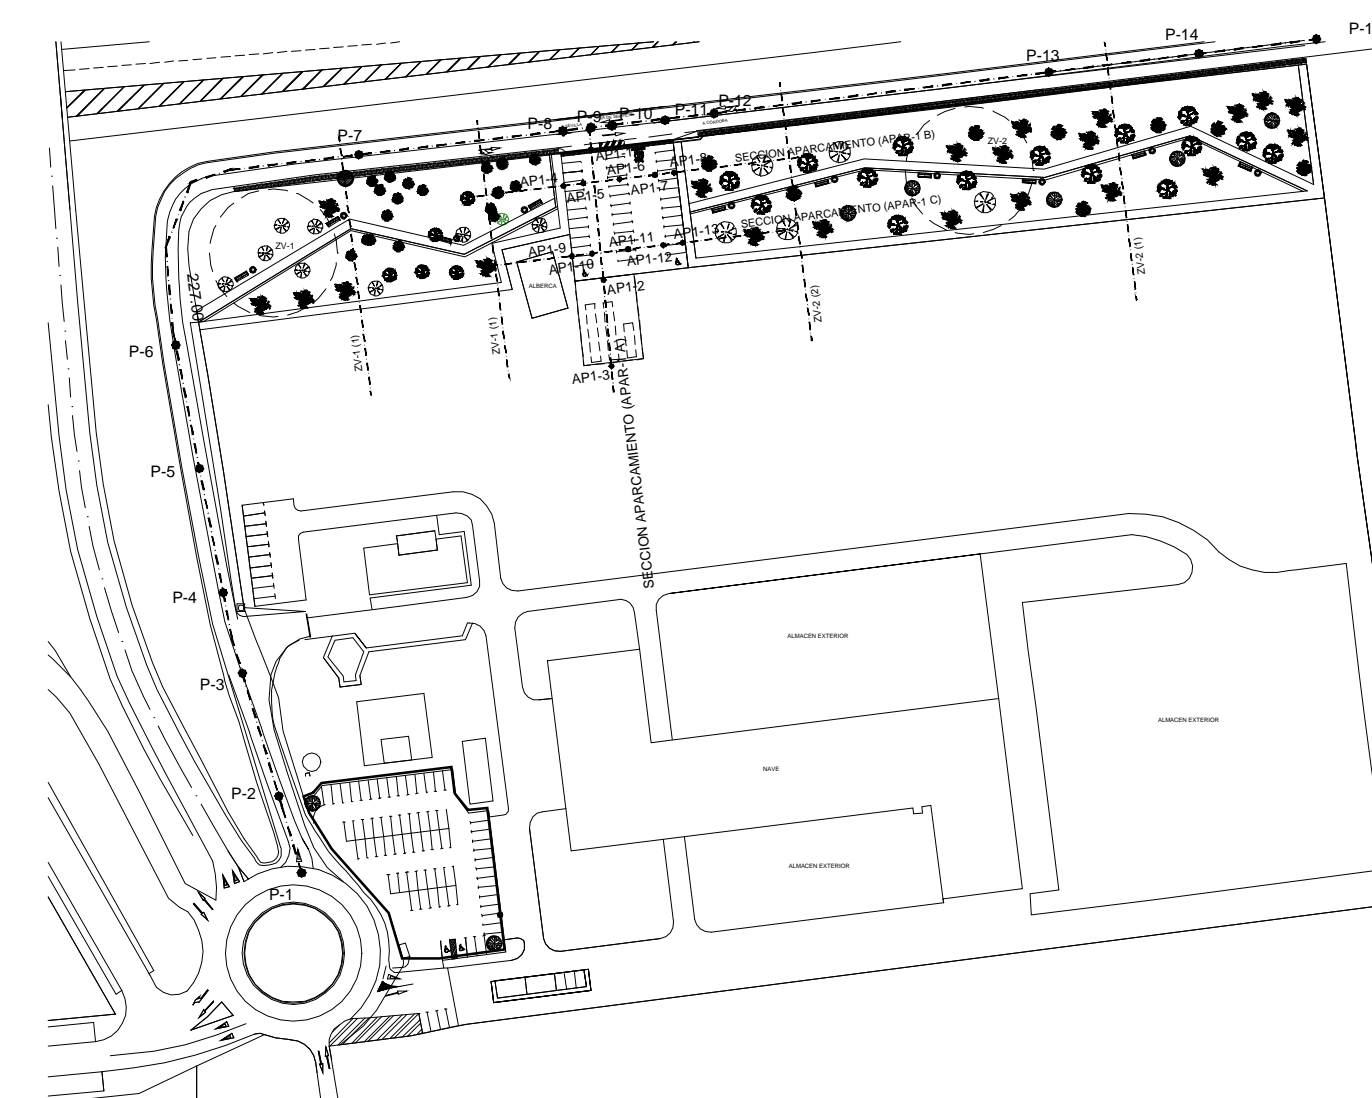 P-1
P-14
P-13
P-12
P-11
P-10
P-9
P-8
P-7
A CORDOBA
SECCION APARCAMIENTO (APAR-1 B)
ZV-2
AP1-8
AP1-6
AP1-7
AP1-4
AP1-5
SECCION APARCAMIENTO (APAR-1 C)
AP1-13
AP1-11
AP1-12
AP1-9
AP1-10
ZV-1
ALBERCA
AP1-2
227.00
ZV-2 (1)
ZV-2 (2)
ZV-1 (1)
ZV-1 (1)
P-6
AP1-3
SECCION APARCAMIENTO (APAR-
P-5
P-4
ALMACEN EXTERIOR
P-3
ALMACEN EXTERIOR
NAVE
P-2
ALMACEN EXTERIOR
P-1